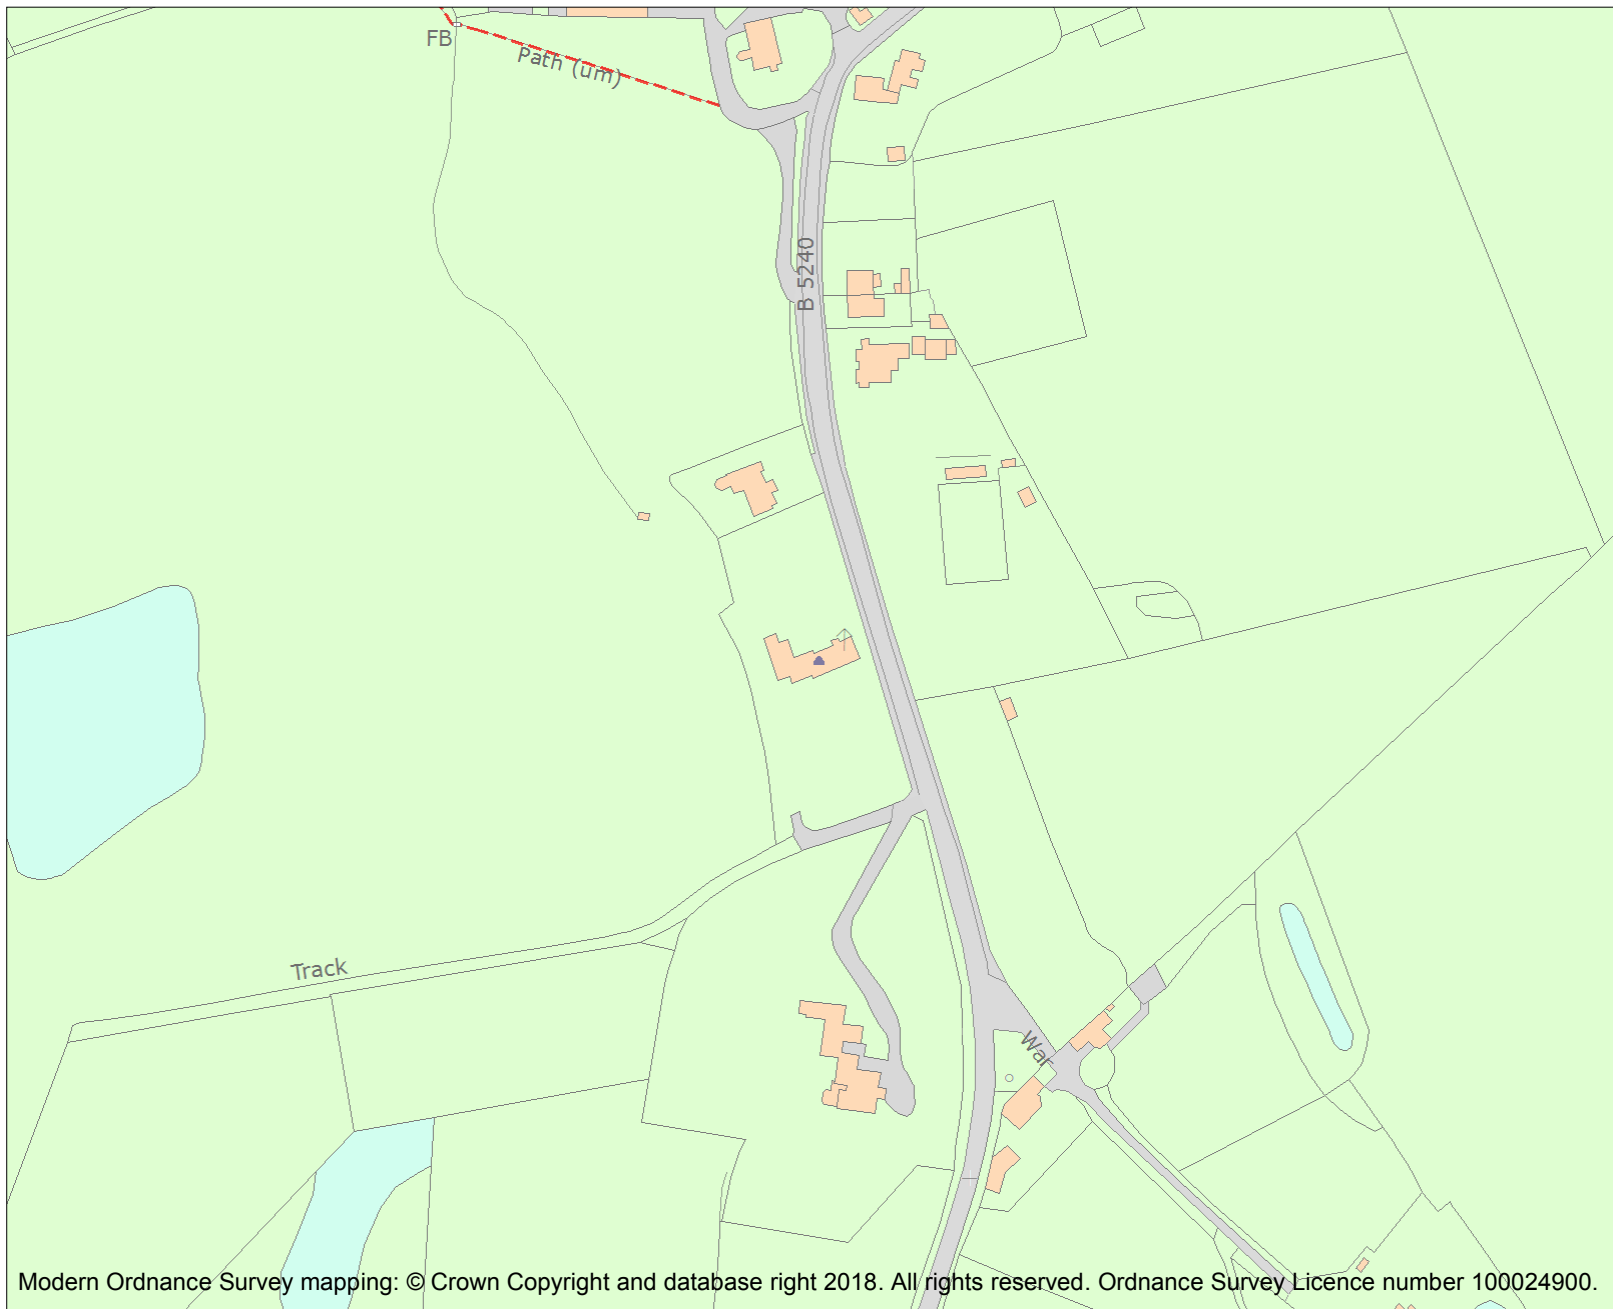 FB
Path (um)
B 5240
Track
War
Modern Ordnance Survey mapping: © Crown Copyright and database right 2018. All rights reserved. Ordnance Survey Licence number 100024900.